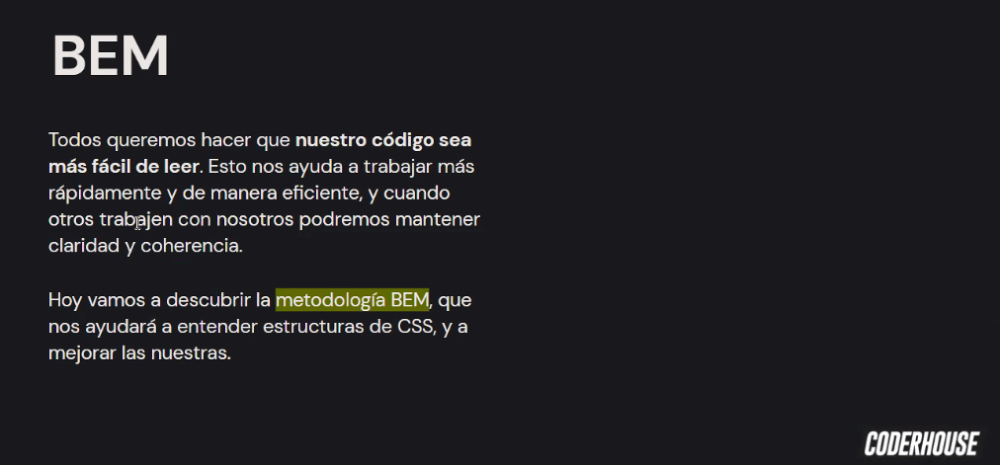 BEM
Todos queremos hacer que nuestro código sea
más fácil de leer. Esto nos ayuda a trabajar más
rápidamente y de manera eficiente, y cuando
otros trabajen con nosotros podremos mantener
claridad y coherencia.
Hoy vamos a descubrir la metodología BEM, que
nos ayudará a entender estructuras de CSS, y a
mejorar las nuestras.
CODERHOUSE